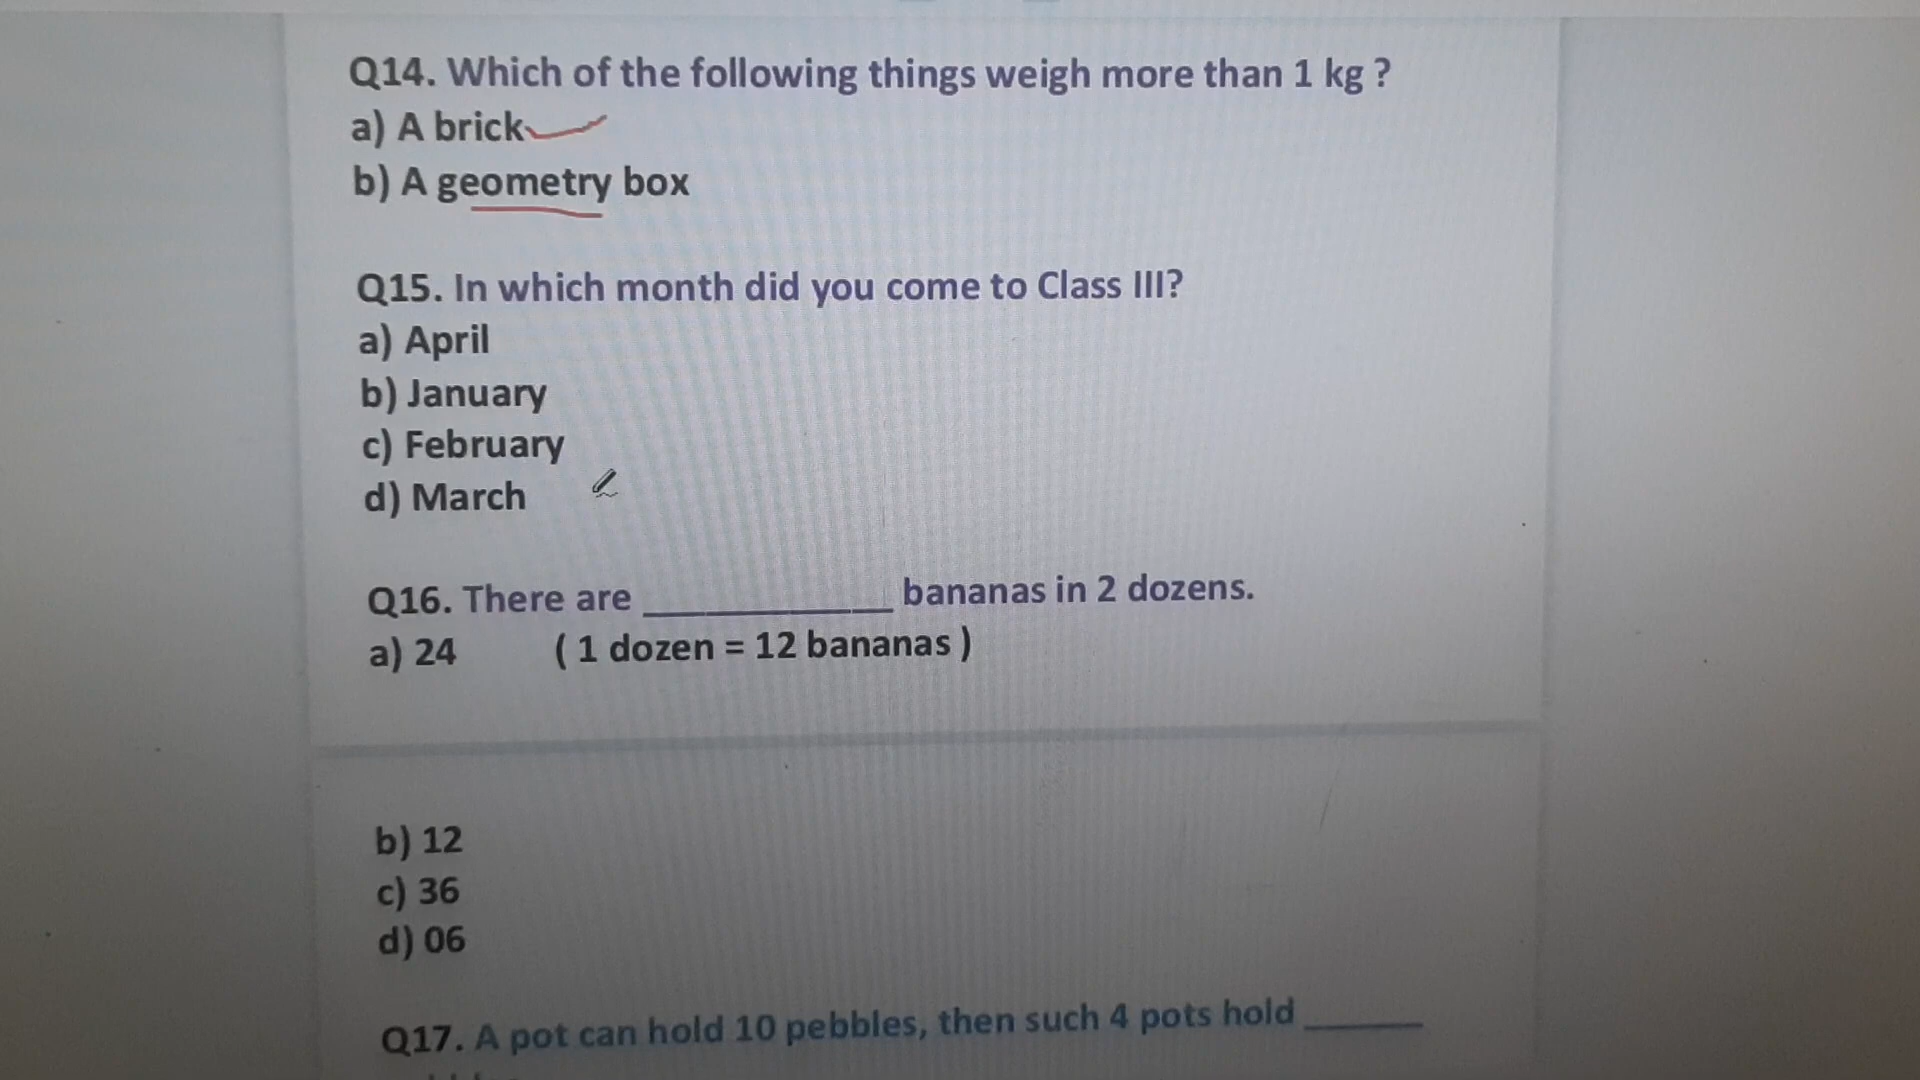 Q14. Which of the following things weigh more than 1 kg ?
a) A brick
b) A geometry box
Q15. In which month did you come to Class III?
a) April
b) January
c) February
d) March
Q16. There are ____________ bananas in 2 dozens.
a) 24 ( 1 dozen = 12 bananas )
b) 12
c) 36
d) 06
Q17. A pot can hold 10 pebbles, then such 4 pots hold ______